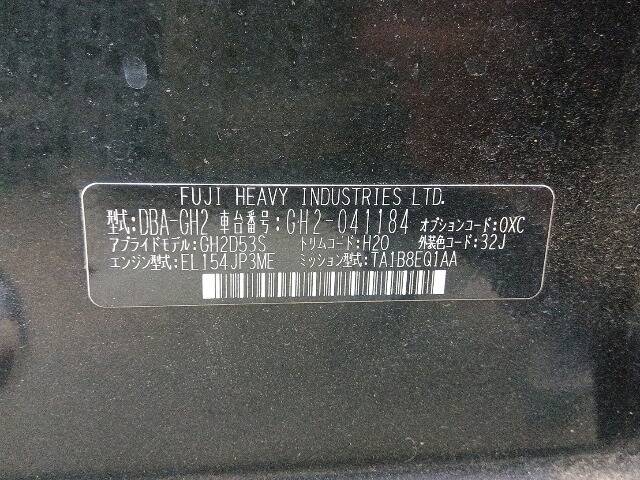 FUJI HEAVY INDUSTRIES LTD.
型式:DBA-GH2 車台番号:GH2-041184 オプションコード:OXC
アプライドモデル:GH2D53S トリムコード:H20 外装色コード:32J
エンジン型式:EL154JP3ME ミッション型式:TA1B8EQ1AA